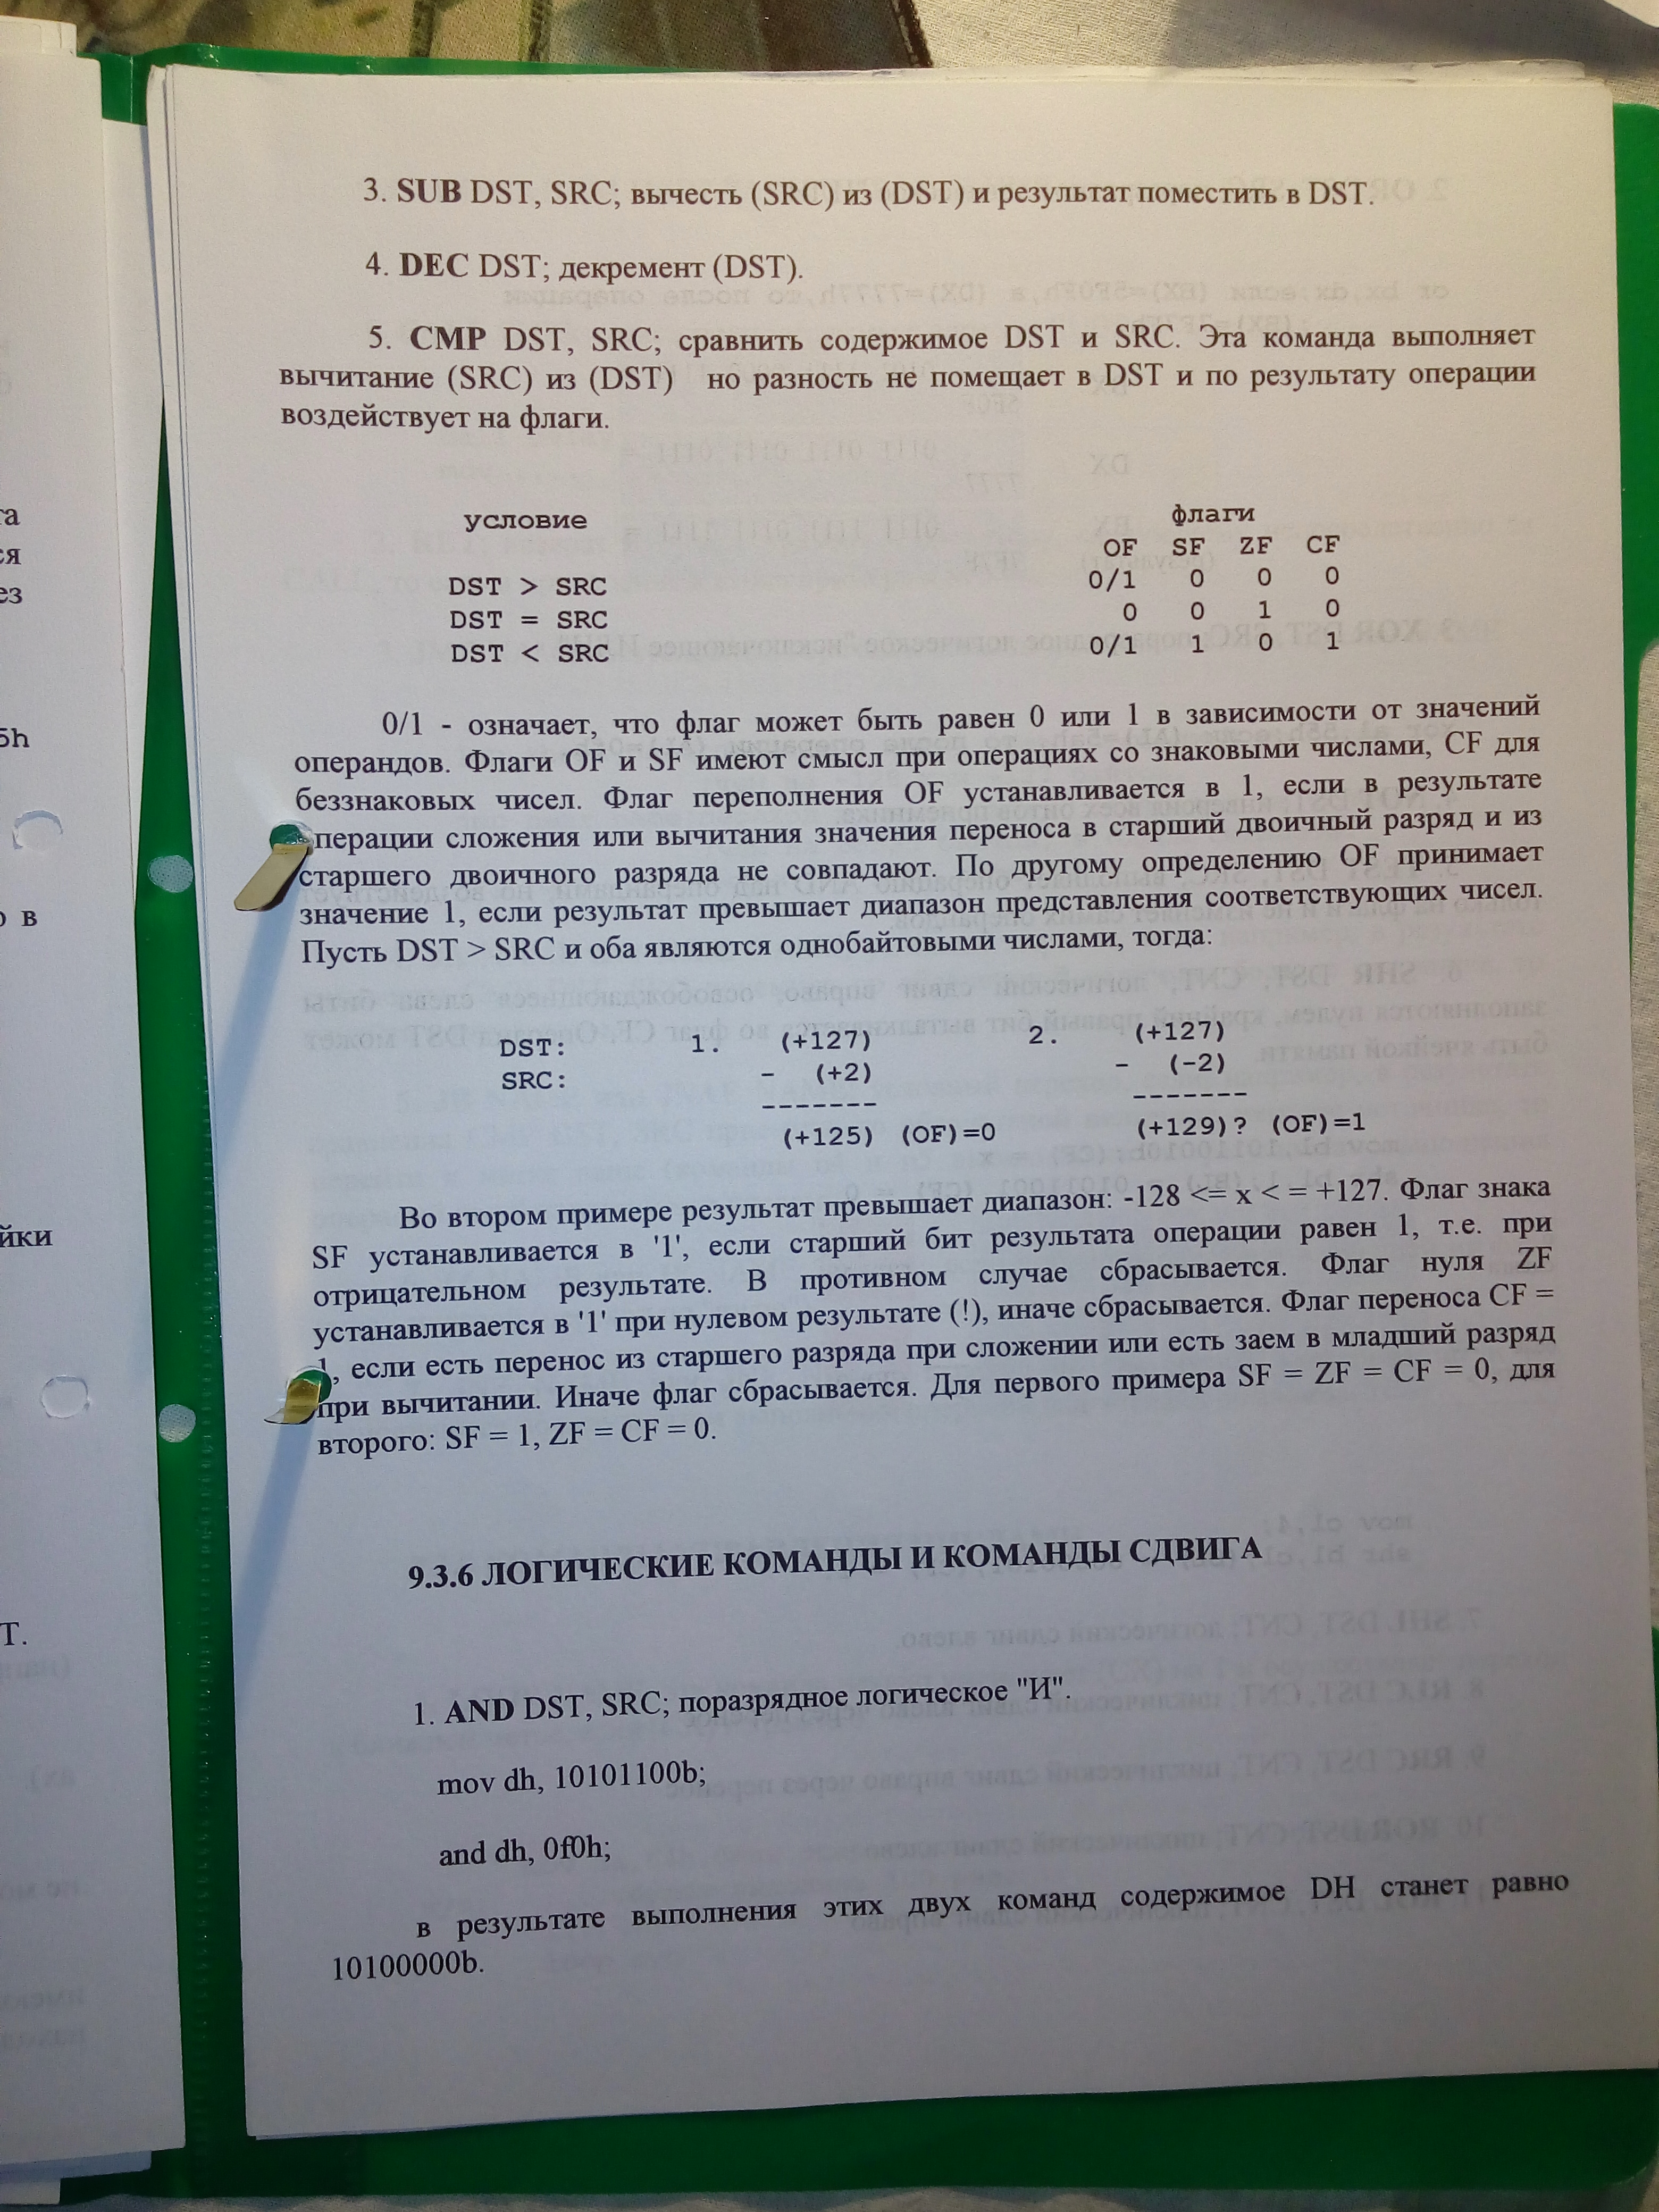 3. SUB DST, SRC; вычесть (SRC) из (DST) и результат поместить в DST.
4. DEC DST; декремент (DST).
5. CMP DST, SRC; сравнить содержимое DST и SRC. Эта команда выполняет
вычитание (SRC) из (DST) но разность не помещает в DST и по результату операции
воздействует на флаги.
условие флаги
OF SF ZF CF
DST > SRC 0/1 0 0 0
DST = SRC 0 0 1 0
DST < SRC 0/1 1 0 1
0/1 - означает, что флаг может быть равен 0 или 1 в зависимости от значений
операндов. Флаги OF и SF имеют смысл при операциях со знаковыми числами, CF для
беззнаковых чисел. Флаг переполнения OF устанавливается в 1, если в результате
перации сложения или вычитания значения переноса в старший двоичный разряд и из
старшего двоичного разряда не совпадают. По другому определению OF принимает
значение 1, если результат превышает диапазон представления соответствующих чисел.
Пусть DST > SRC и оба являются однобайтовыми числами, тогда:
DST: 1. (+127) 2. (+127)
SRC: - (+2) - (-2)
------- -------
(+125) (OF)=0 (+129)? (OF)=1
Во втором примере результат превышает диапазон: -128 <= x < = +127. Флаг знака
SF устанавливается в '1', если старший бит результата операции равен 1, т.е. при
отрицательном результате. В противном случае сбрасывается. Флаг нуля ZF
устанавливается в '1' при нулевом результате (!), иначе сбрасывается. Флаг переноса CF =
1, если есть перенос из старшего разряда при сложении или есть заем в младший разряд
при вычитании. Иначе флаг сбрасывается. Для первого примера SF = ZF = CF = 0, для
второго: SF = 1, ZF = CF = 0.
9.3.6 ЛОГИЧЕСКИЕ КОМАНДЫ И КОМАНДЫ СДВИГА
1. AND DST, SRC; поразрядное логическое "И".
mov dh, 10101100b;
and dh, 0f0h;
в результате выполнения этих двух команд содержимое DH станет равно
10100000b.